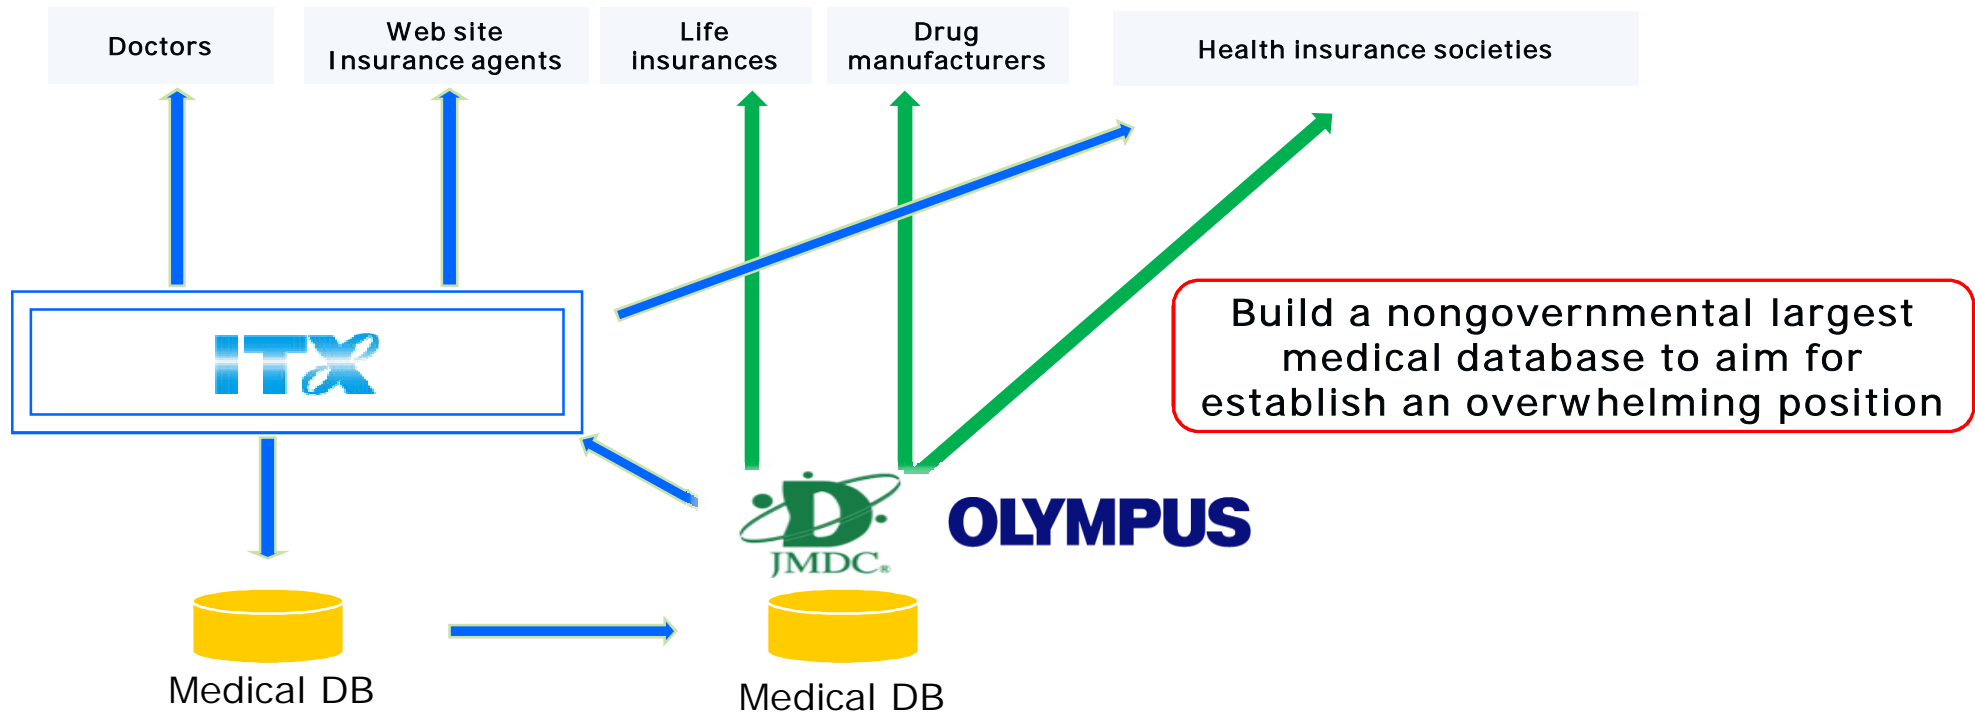 Doctors
Web site
Insurance agents
Life
insurances
Drug
manufacturers
Health insurance societies
Build a nongovernmental largest
medical database to aim for
establish an overwhelming position
ITX
D
JMDC®
OLYMPUS
Medical DB
Medical DB